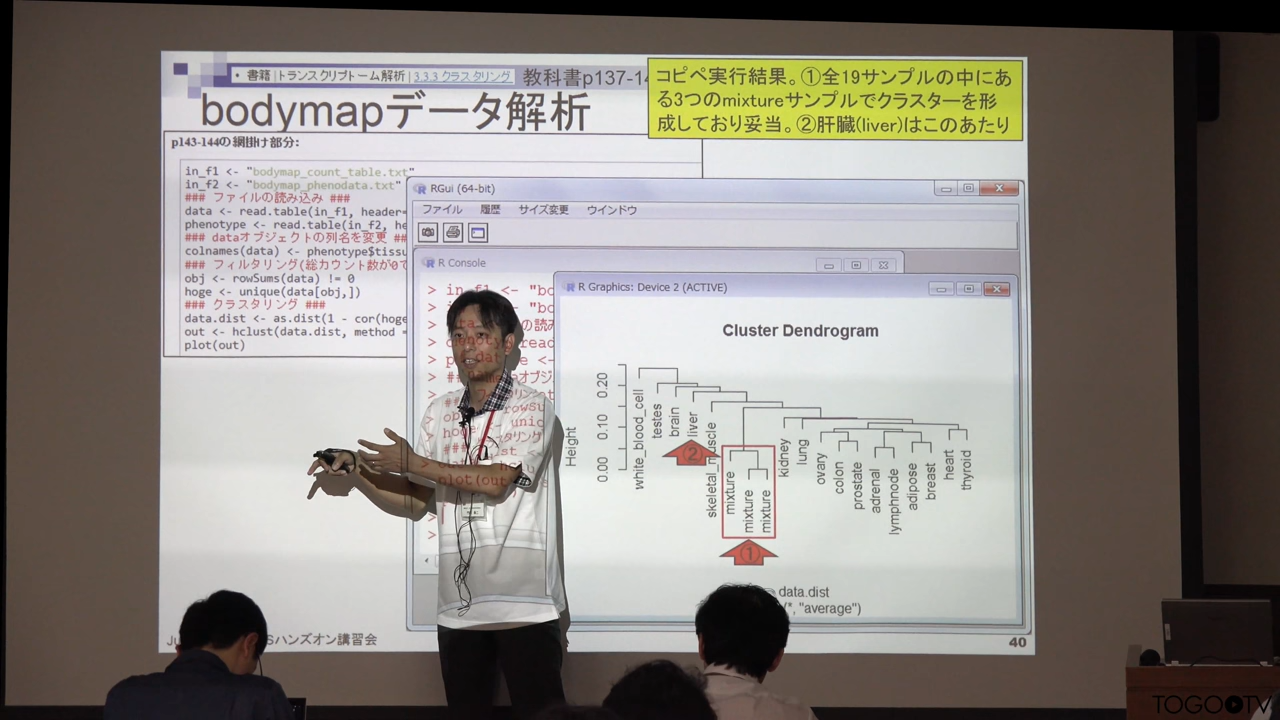 • 書籍 | トランスクリプトーム解析 | 3.3.3 クラスタリング 教科書p137-14
bodymapデータ解析
コピペ実行結果。①全19サンプルの中にあ
る3つのmixtureサンプルでクラスターを形
成しており妥当。②肝臓(liver)はこのあたり
p143-144の網掛け部分:
in_f1 <- "bodymap_count_table.txt"
in_f2 <- "bodymap_phenodata.txt"
### ファイルの読み込み ###
data <- read.table(in_f1, header=
phenotype <- read.table(in_f2, he
### dataオブジェクトの列名を変更 ##
colnames(data) <- phenotype$tissu
### フィルタリング(総カウント数が0で
obj <- rowSums(data) != 0
hoge <- unique(data[obj,])
### クラスタリング ###
data.dist <- as.dist(1 - cor(hoge
out <- hclust(data.dist, method =
plot(out)
RGui (64-bit)
ファイル 履歴 サイズ変更 ウインドウ
R Console
> in_f1 <- "bo
R Graphics: Device 2 (ACTIVE)
Cluster Dendrogram
Height
0.00 0.10 0.20
white_blood_cell
testes
brain
liver
skeletal_muscle
mixture
mixture
mixture
kidney
lung
ovary
colon
prostate
adrenal
lymphnode
adipose
breast
heart
thyroid
②
①
plot(out
data.dist
(*, "average")
ハンズオン講習会
40
TOGOTV